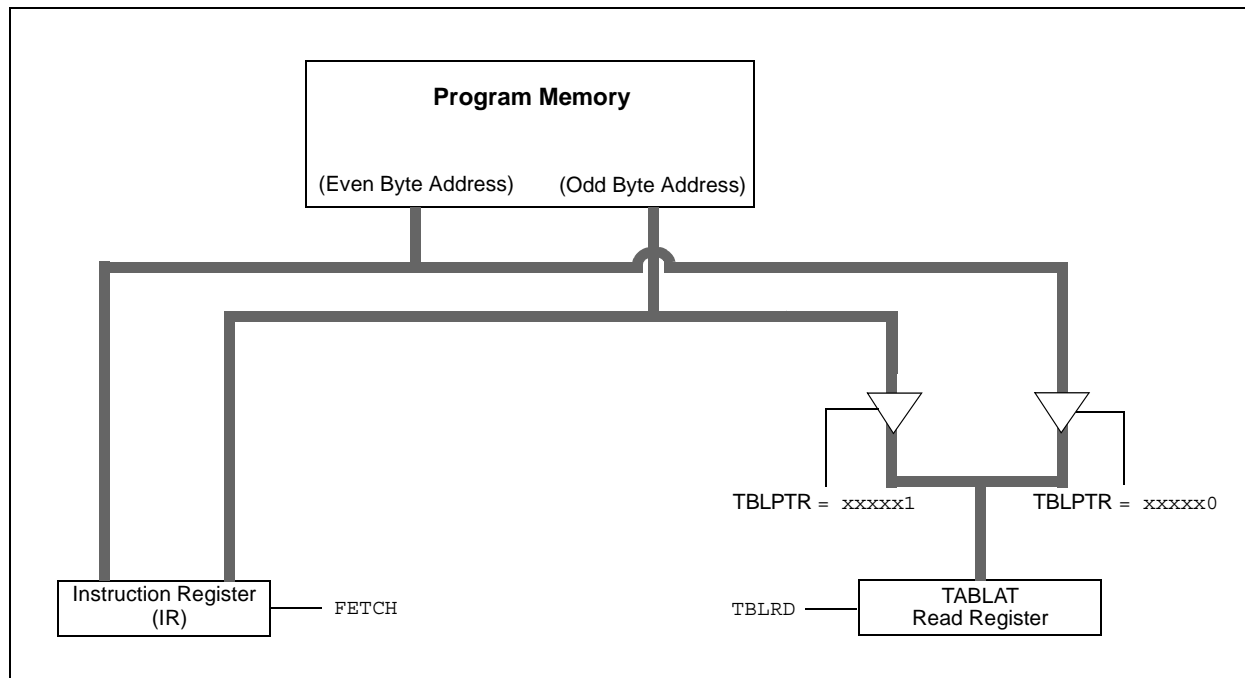 Program Memory
(Even Byte Address) (Odd Byte Address)
TBLPTR = xxxxx1
TBLPTR = xxxxx0
Instruction Register
(IR)
FETCH
TBLRD
TABLAT
Read Register